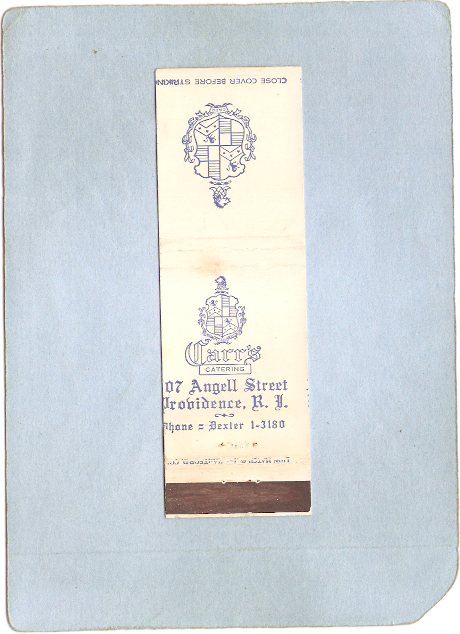 CLOSE COVER BEFORE STRIKING
Carr's
CATERING
07 Angell Street
Providence, R. I.
Phone = Dexter 1-3180